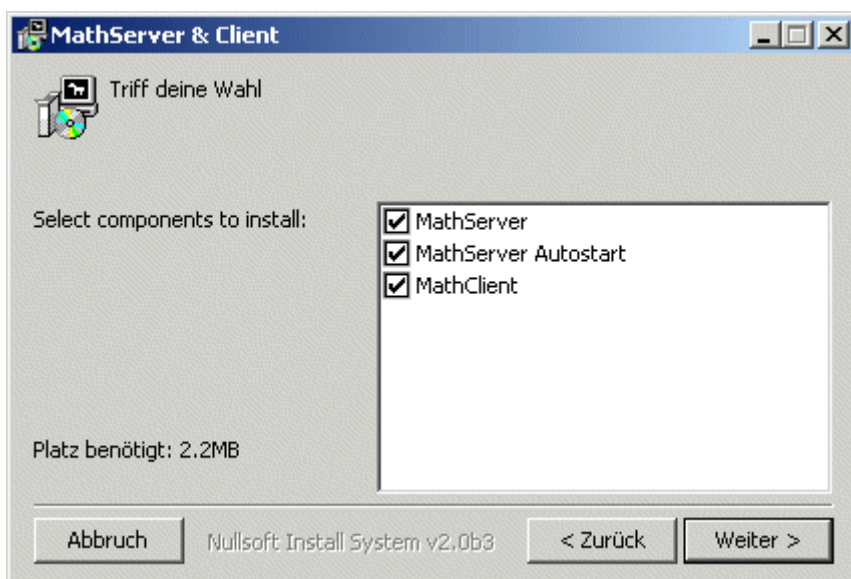 MathServer & Client
Triff deine Wahl
Select components to install:
MathServer
MathServer Autostart
MathClient
Platz benötigt: 2.2MB
Abbruch
Nullsoft Install System v2.0b3
< Zurück
Weiter >